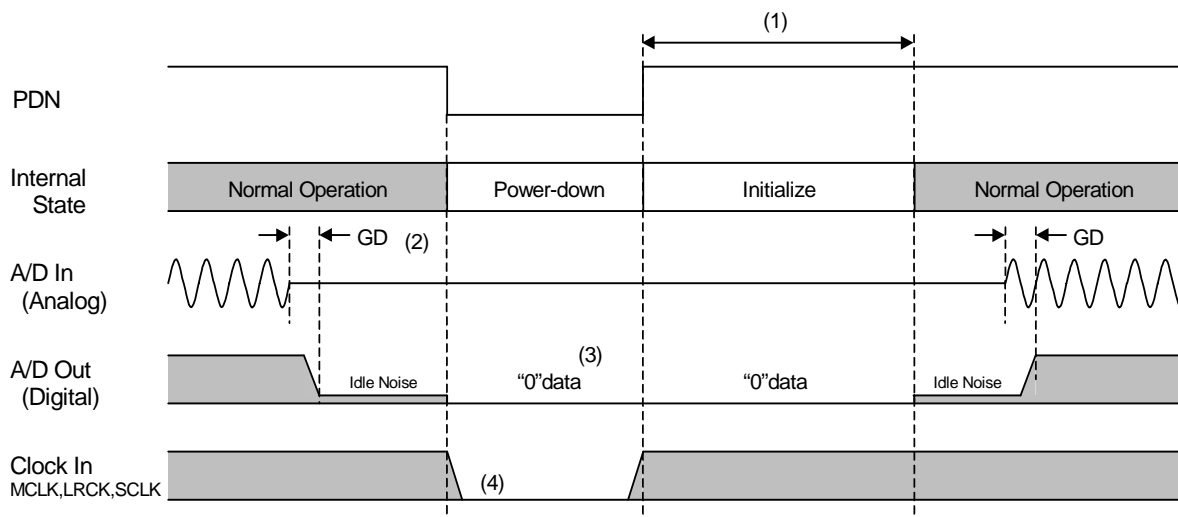 (1)
PDN
Internal
State
Normal Operation
Power-down
Initialize
Normal Operation
GD (2)
GD
A/D In
(Analog)
A/D Out
(Digital)
Idle Noise
(3)
“0”data
“0”data
Idle Noise
Clock In
MCLK,LRCK,SCLK
(4)